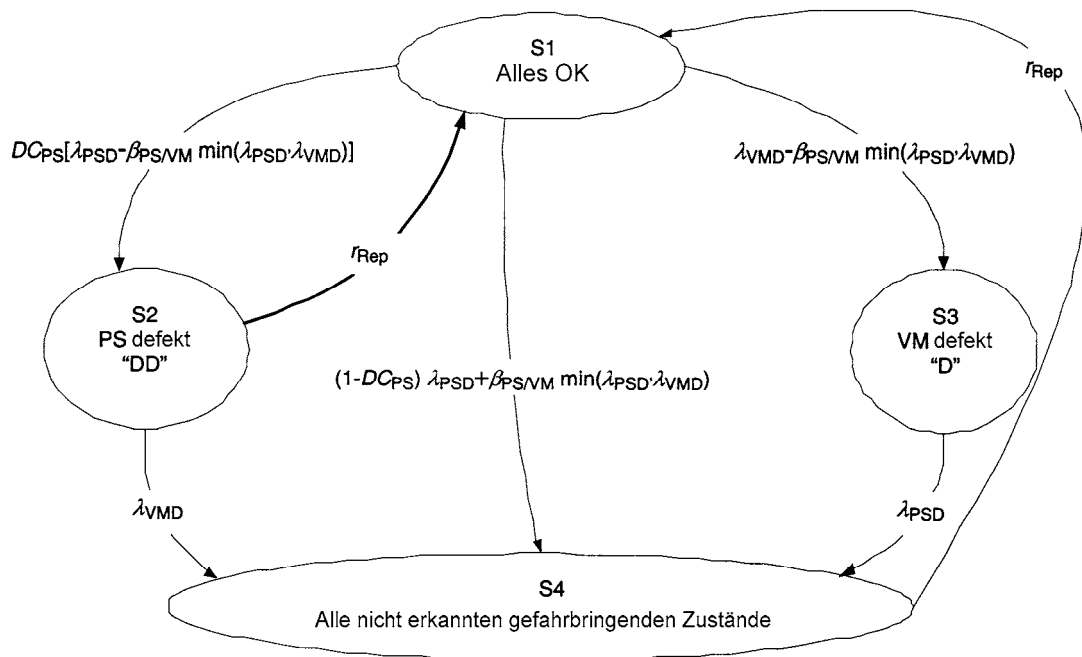 S1
Alles OK
rRep
DCPS[λPSD-βPS/VM min(λPSD,λVMD)]
λVMD-βPS/VM min(λPSD,λVMD)
rRep
S2
PS defekt
“DD”
S3
VM defekt
“D”
(1-DCPS) λPSD+βPS/VM min(λPSD,λVMD)
λVMD
λPSD
S4
Alle nicht erkannten gefahrbringenden Zustände